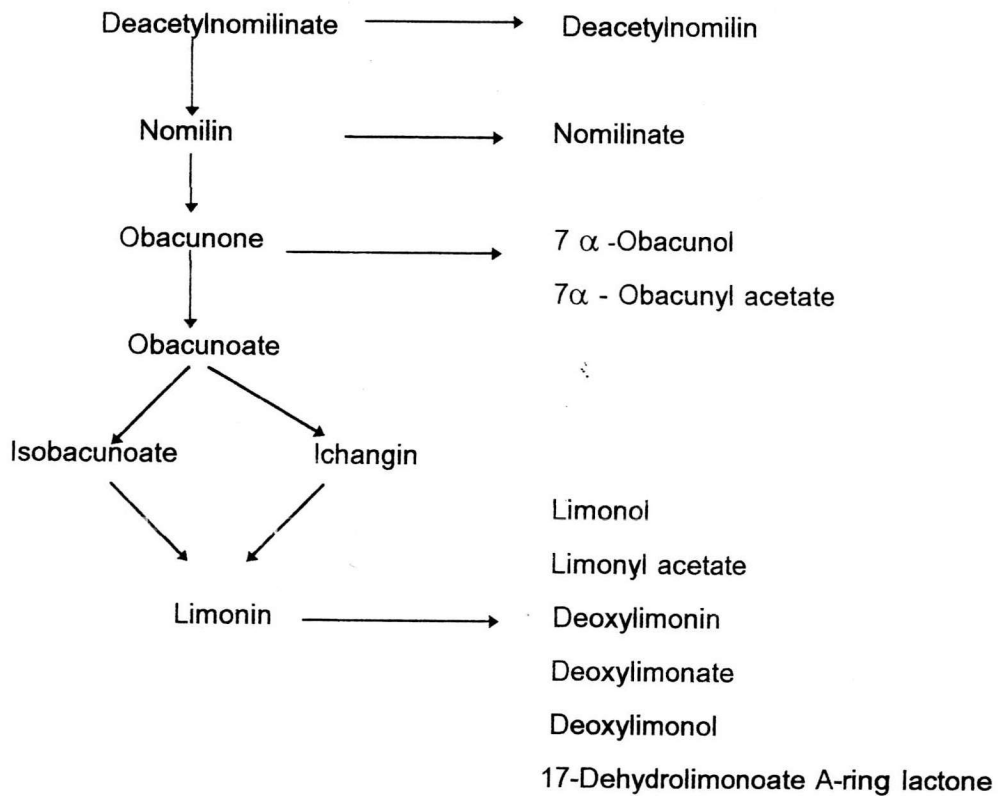 Deacetylnomilinate Deacetylnomilin
Nomilin Nomilinate
Obacunone 7 α -Obacunol
7α - Obacunyl acetate
Obacunoate
Isobacunoate Ichangin
Limonol
Limonyl acetate
Limonin Deoxylimonin
Deoxylimonate
Deoxylimonol
17-Dehydrolimonoate A-ring lactone